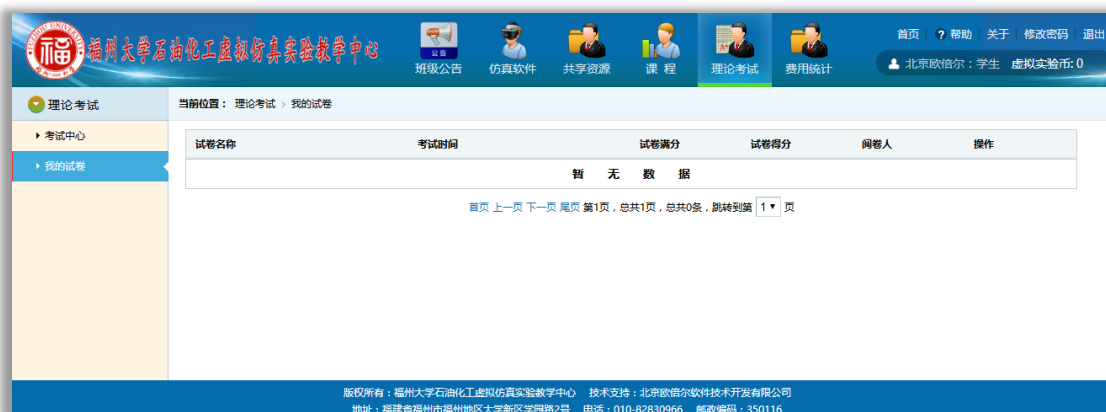 福州大学石油化工虚拟仿真实验教学中心
公告
班级公告 仿真软件 共享资源 课 程 理论考试 费用统计
首页 ? 帮助 关于 修改密码 退出
北京欧倍尔：学生 虚拟实验币: 0
理论考试
当前位置： 理论考试 › 我的试卷
考试中心
我的试卷
试卷名称 考试时间 试卷满分 试卷得分 阅卷人 操作
暂 无 数 据
首页 上一页 下一页 尾页 第1页，总共1页，总共0条，跳转到第 1 页
版权所有：福州大学石油化工虚拟仿真实验教学中心 技术支持：北京欧倍尔软件技术开发有限公司
地址：福建省福州市福州地区大学新区学园路2号 电话：010-82830966 邮政编码：350116